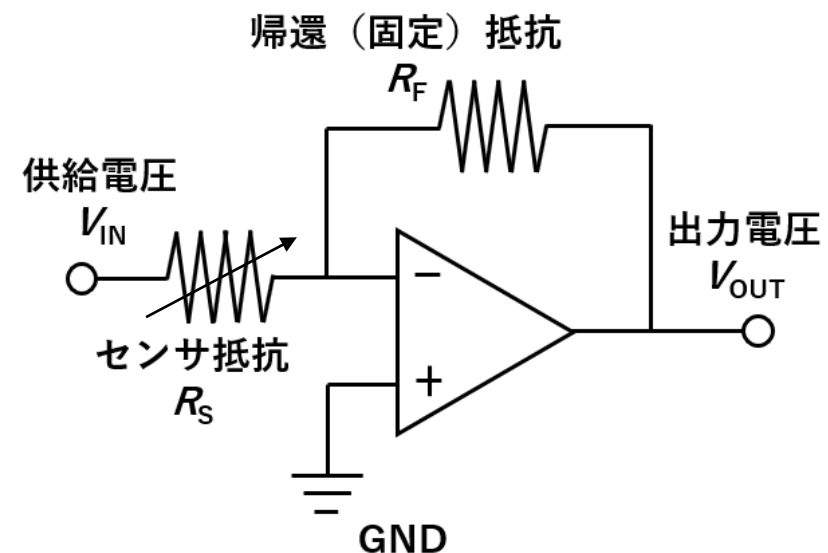 帰還（固定）抵抗
RF
供給電圧
VIN
センサ抵抗
RS
−
+
出力電圧
VOUT
GND